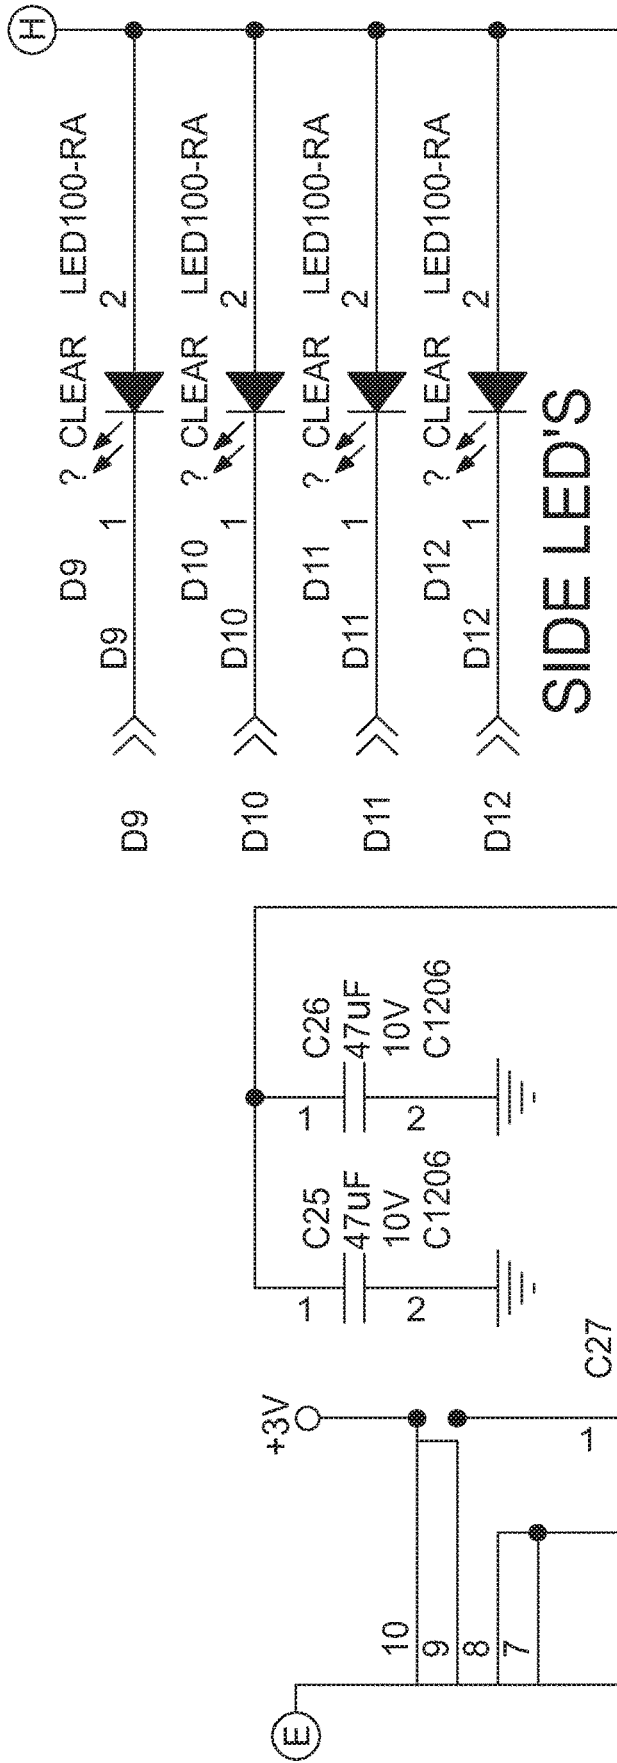 H
D9 ? CLEAR LED100-RA
D9 D9 1 2
D10 ? CLEAR LED100-RA
D10 D10 1 2
D11 ? CLEAR LED100-RA
D11 D11 1 2
D12 ? CLEAR LED100-RA
D12 D12 1 2
SIDE LED'S
E
10
9
8
7
+3V
1
C27
C25
47uF
10V
C1206
1
2
C26
47uF
10V
C1206
1
2